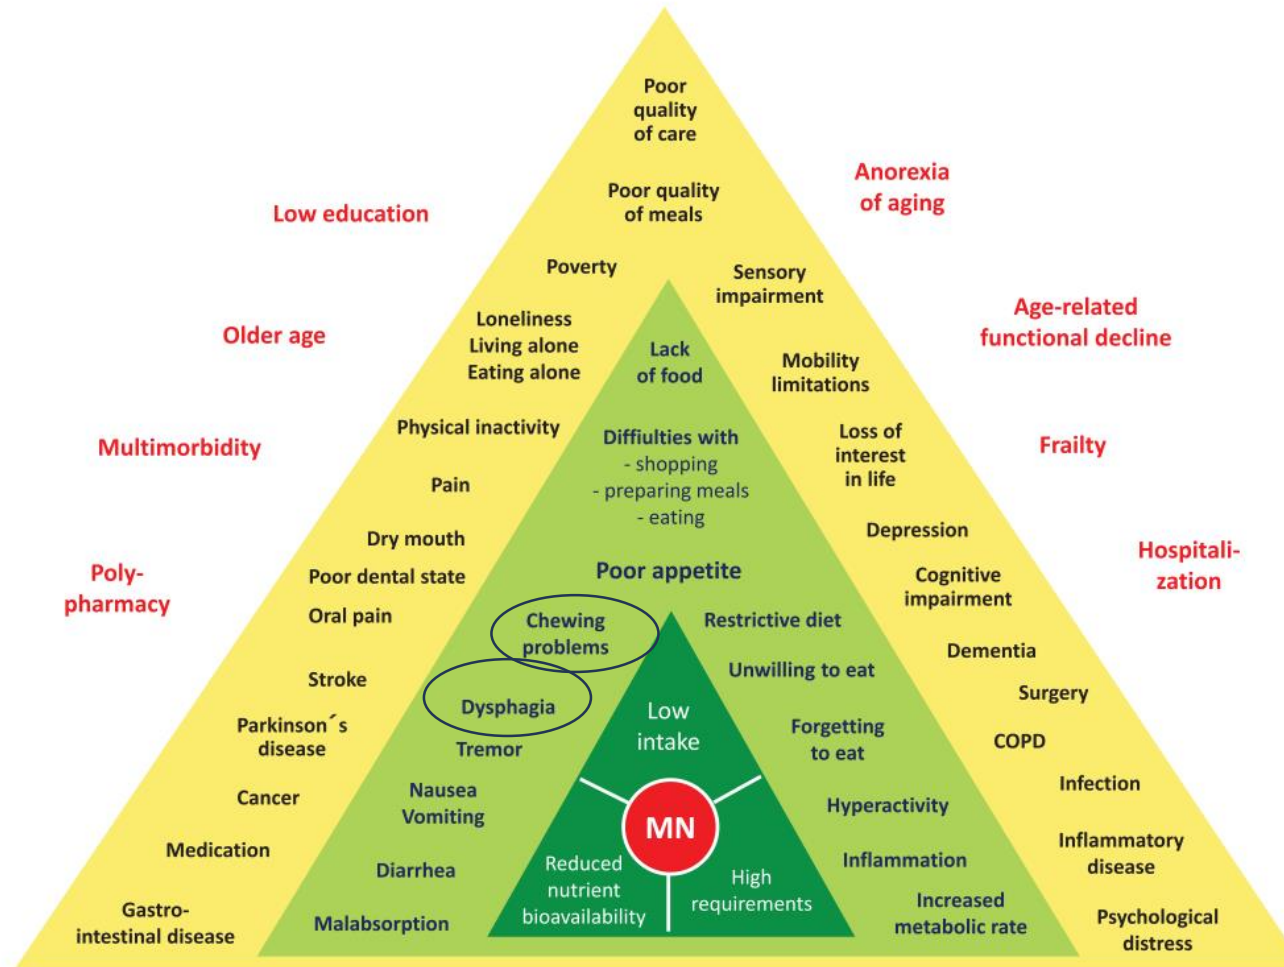 Poor
quality
of care
Poor quality
of meals
Poverty
Loneliness
Living alone
Eating alone
Physical inactivity
Pain
Dry mouth
Poor dental state
Oral pain
Stroke
Parkinson´s
disease
Cancer
Medication
Gastro-
intestinal disease
Sensory
impairment
Mobility
limitations
Loss of
interest
in life
Depression
Cognitive
impairment
Dementia
Surgery
COPD
Infection
Inflammatory
disease
Psychological
distress
Low education
Older age
Multimorbidity
Poly-
pharmacy
Anorexia
of aging
Age-related
functional decline
Frailty
Hospitali-
zation
Lack
of food
Diffiulties with
- shopping
- preparing meals
- eating
Poor appetite
Chewing
problems
Dysphagia
Tremor
Nausea
Vomiting
Diarrhea
Malabsorption
Restrictive diet
Unwilling to eat
Forgetting
to eat
Hyperactivity
Inflammation
Increased
metabolic rate
Low
intake
MN
Reduced
nutrient
bioavailability
High
requirements